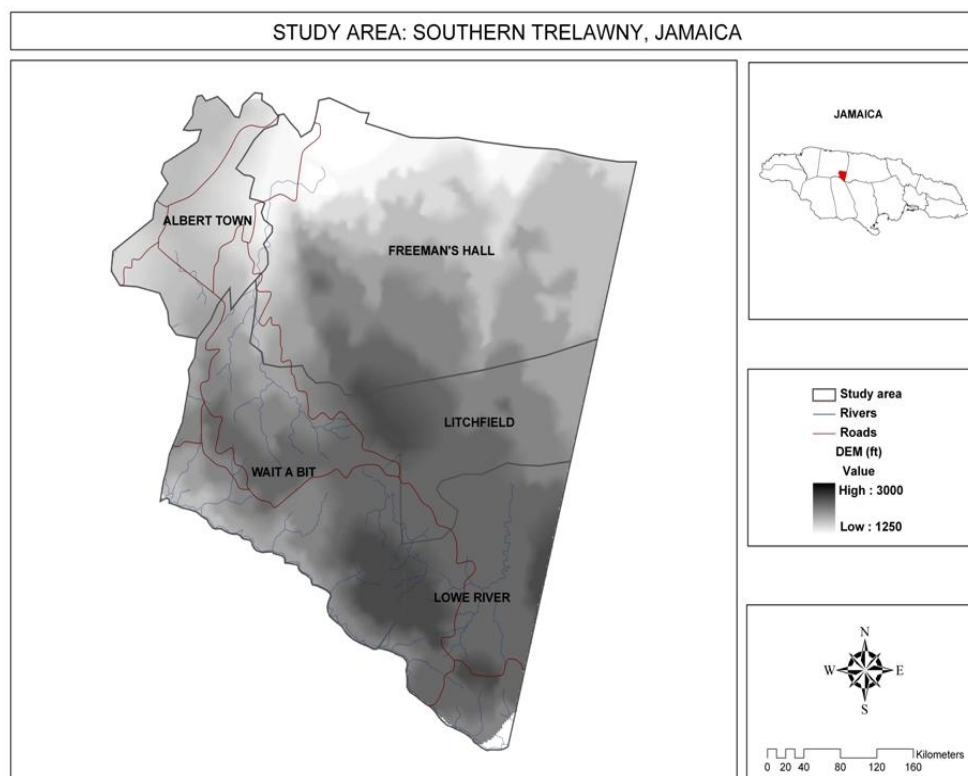 STUDY AREA: SOUTHERN TRELAWNY, JAMAICA
JAMAICA
ALBERT TOWN
FREEMAN'S HALL
LITCHFIELD
WAIT A BIT
LOWE RIVER
Study area
Rivers
Roads
DEM (ft)
Value
High : 3000
Low : 1250
N
W E
S
Kilometers
0 20 40 80 120 160